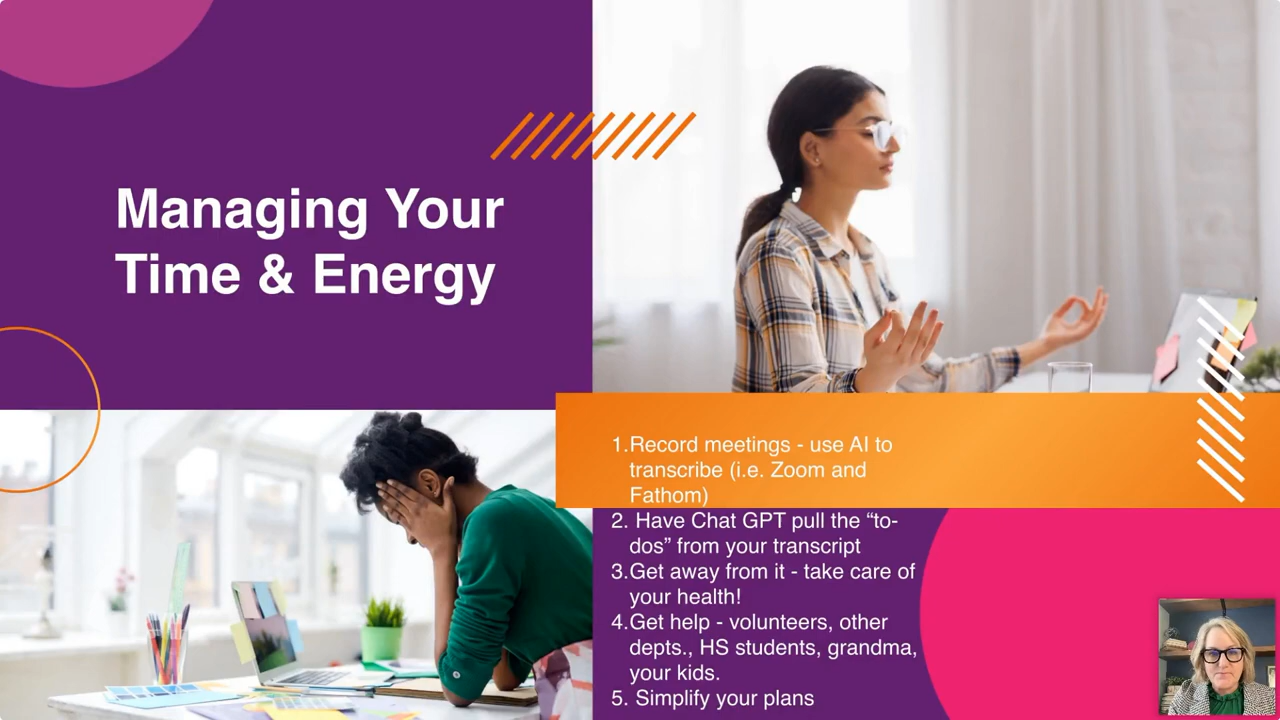 Managing Your
Time & Energy
1.Record meetings - use AI to
transcribe (i.e. Zoom and
Fathom)
2. Have Chat GPT pull the “to-
dos” from your transcript
3.Get away from it - take care of
your health!
4.Get help - volunteers, other
depts., HS students, grandma,
your kids.
5. Simplify your plans